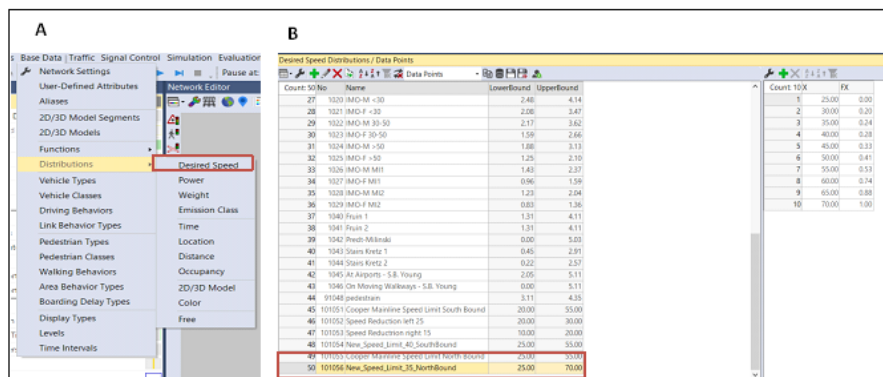 A
B
Base Data Traffic Signal Control Simulation Evaluation
Network Settings
User-Defined Attributes
Aliases
2D/3D Model Segments
2D/3D Models
Functions
Distributions
Vehicle Types
Vehicle Classes
Driving Behaviors
Link Behavior Types
Pedestrian Types
Pedestrian Classes
Walking Behaviors
Area Behavior Types
Boarding Delay Types
Display Types
Levels
Time Intervals
Pause at:
Network Editor
Desired Speed
Power
Weight
Emission Class
Time
Location
Distance
Occupancy
2D/3D Model
Color
Free
Desired Speed Distributions / Data Points
Data Points
Count: 50 No Name LowerBound UpperBound
27 1020 IMO-M <30 2.48 4.14
28 1021 IMO-F <30 2.08 3.47
29 1022 IMO-M 30-50 2.17 3.62
30 1023 IMO-F 30-50 1.59 2.66
31 1024 IMO-M >50 1.88 3.13
32 1025 IMO-F >50 1.25 2.10
33 1026 IMO-M MI1 1.43 2.37
34 1027 IMO-F MI1 0.96 1.59
35 1028 IMO-M MI2 1.23 2.04
36 1029 IMO-F MI2 0.83 1.36
37 1040 Fruin 1 1.31 4.11
38 1041 Fruin 2 1.31 4.11
39 1042 Predt-Milinski 0.00 5.03
40 1043 Stairs Kretz 1 0.45 2.91
41 1044 Stairs Kretz 2 0.22 2.57
42 1045 At Airports - S.B. Young 2.05 5.11
43 1046 On Moving Walkways - S.B. Young 0.00 5.11
44 91048 pedestrain 3.11 4.35
45 101051 Cooper Mainline Speed Limit South Bound 20.00 55.00
46 101052 Speed Reduction left 25 20.00 30.00
47 101053 Speed Reductrion right 15 10.00 20.00
48 101054 New_Speed_Limit_40_SouthBound 25.00 55.00
49 101055 Cooper Mainline Speed Limit North Bound 20.00 55.00
50 101056 New_Speed_Limit_35_NorthBound 25.00 70.00
Count: 10 X FX
1 25.00 0.00
2 30.00 0.20
3 35.00 0.24
4 40.00 0.28
5 45.00 0.33
6 50.00 0.41
7 55.00 0.53
8 60.00 0.74
9 65.00 0.88
10 70.00 1.00